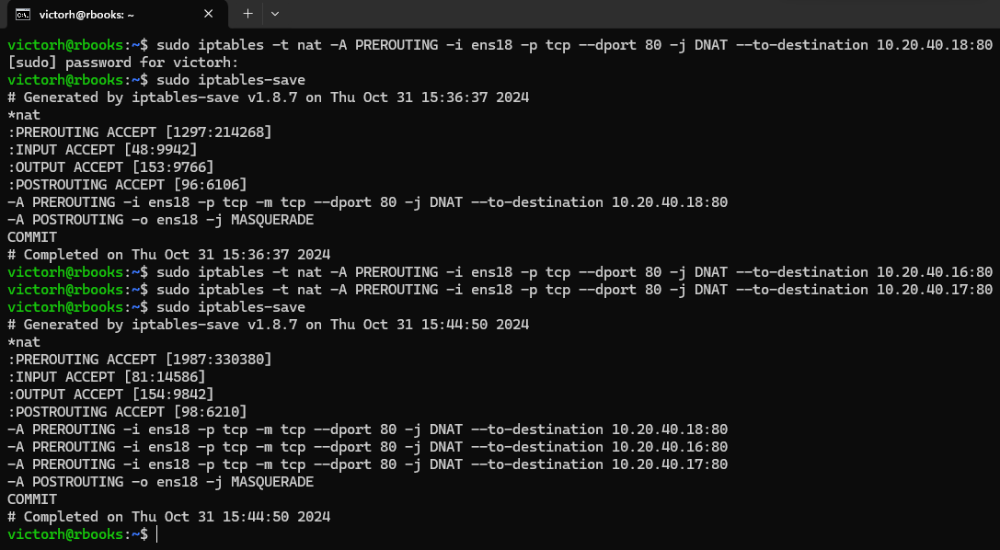 victorh@rbooks: ~
victorh@rbooks:~$ sudo iptables -t nat -A PREROUTING -i ens18 -p tcp --dport 80 -j DNAT --to-destination 10.20.40.18:80
[sudo] password for victorh:
victorh@rbooks:~$ sudo iptables-save
# Generated by iptables-save v1.8.7 on Thu Oct 31 15:36:37 2024
*nat
:PREROUTING ACCEPT [1297:214268]
:INPUT ACCEPT [48:9942]
:OUTPUT ACCEPT [153:9766]
:POSTROUTING ACCEPT [96:6106]
-A PREROUTING -i ens18 -p tcp -m tcp --dport 80 -j DNAT --to-destination 10.20.40.18:80
-A POSTROUTING -o ens18 -j MASQUERADE
COMMIT
# Completed on Thu Oct 31 15:36:37 2024
victorh@rbooks:~$ sudo iptables -t nat -A PREROUTING -i ens18 -p tcp --dport 80 -j DNAT --to-destination 10.20.40.16:80
victorh@rbooks:~$ sudo iptables -t nat -A PREROUTING -i ens18 -p tcp --dport 80 -j DNAT --to-destination 10.20.40.17:80
victorh@rbooks:~$ sudo iptables-save
# Generated by iptables-save v1.8.7 on Thu Oct 31 15:44:50 2024
*nat
:PREROUTING ACCEPT [1987:330380]
:INPUT ACCEPT [81:14586]
:OUTPUT ACCEPT [154:9842]
:POSTROUTING ACCEPT [98:6210]
-A PREROUTING -i ens18 -p tcp -m tcp --dport 80 -j DNAT --to-destination 10.20.40.18:80
-A PREROUTING -i ens18 -p tcp -m tcp --dport 80 -j DNAT --to-destination 10.20.40.16:80
-A PREROUTING -i ens18 -p tcp -m tcp --dport 80 -j DNAT --to-destination 10.20.40.17:80
-A POSTROUTING -o ens18 -j MASQUERADE
COMMIT
# Completed on Thu Oct 31 15:44:50 2024
victorh@rbooks:~$